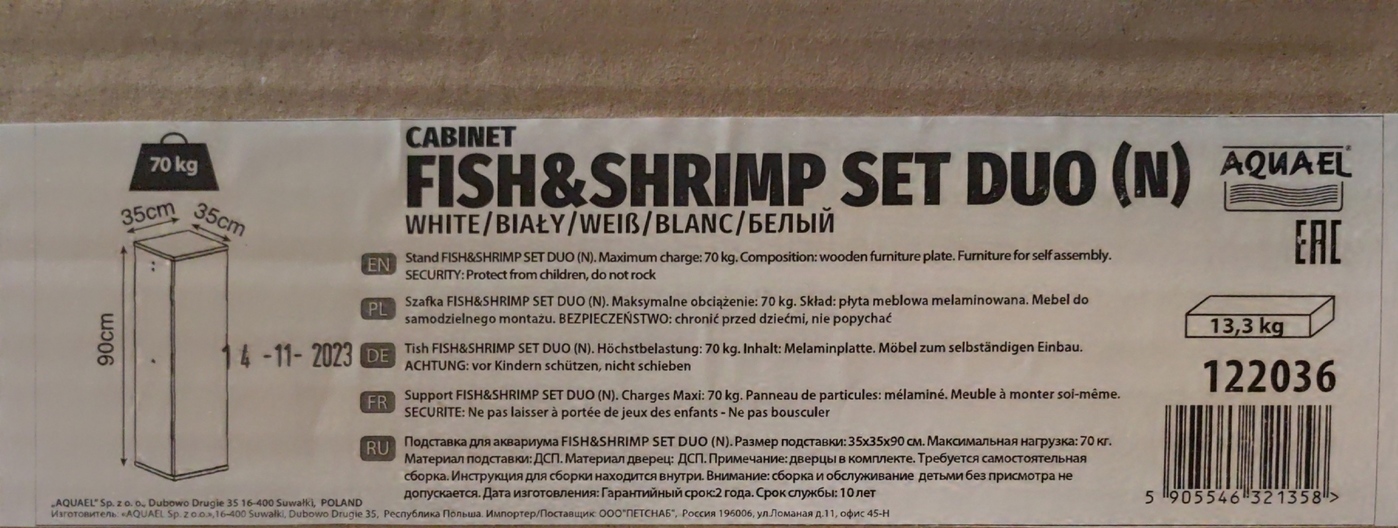 70 kg
35cm 35cm
90cm
14 -11- 2023
CABINET
FISH&SHRIMP SET DUO (N)
WHITE/BIAŁY/WEIß/BLANC/БЕЛЫЙ
EN
Stand FISH&SHRIMP SET DUO (N). Maximum charge: 70 kg. Composition: wooden furniture plate. Furniture for self assembly.
SECURITY: Protect from children, do not rock
PL
Szafka FISH&SHRIMP SET DUO (N). Maksymalne obciążenie: 70 kg. Skład: płyta meblowa melaminowana. Mebel do
samodzielnego montażu. BEZPIECZEŃSTWO: chronić przed dziećmi, nie popychać
DE
Tish FISH&SHRIMP SET DUO (N). Höchstbelastung: 70 kg. Inhalt: Melaminplatte. Möbel zum selbständigen Einbau.
ACHTUNG: vor Kindern schützen, nicht schieben
FR
Support FISH&SHRIMP SET DUO (N). Charges Maxi: 70 kg. Panneau de particules: mélaminé. Meuble à monter soi-même.
SECURITE: Ne pas laisser à portée de jeux des enfants - Ne pas bousculer
RU
Подставка для аквариума FISH&SHRIMP SET DUO (N). Размер подставки: 35x35x90 см. Максимальная нагрузка: 70 кг.
Материал подставки: ДСП. Материал дверец: ДСП. Примечание: дверцы в комплекте. Требуется самостоятельная
сборка. Инструкция для сборки находится внутри. Внимание: сборка и обслуживание детьми без присмотра не
допускается. Дата изготовления: Гарантийный срок:2 года. Срок службы: 10 лет
AQUAEL®
EAC
13,3 kg
122036
5 905546 321358 >
„AQUAEL" Sp. z o. o., Dubowo Drugie 35 16-400 Suwałki, POLAND
Изготовитель «AQUAEL Sp. z o.o.»,16-400 Suwałki, Dubowo Drugie 35, Республика Польша. Импортер/Поставщик ООО"ПЕТСНАБ", Россия 196006, ул.Ломаная д.11, офис 45-Н